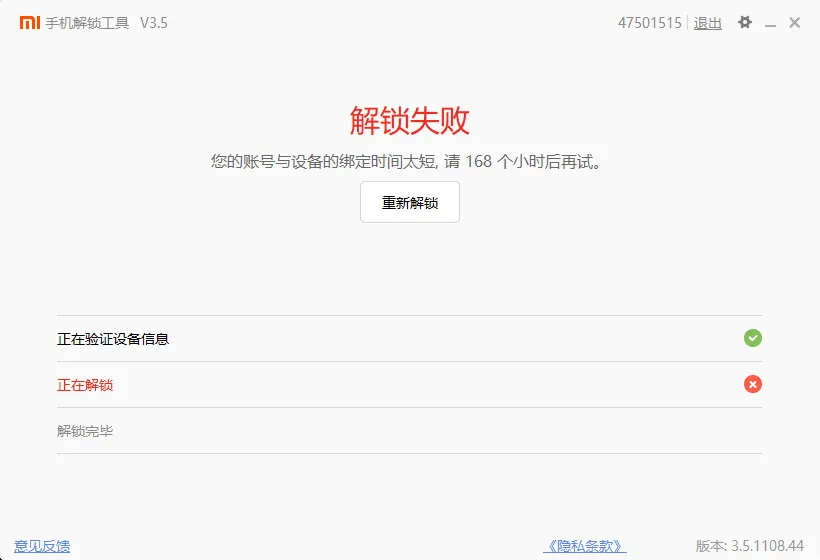 手机解锁工具 V3.5 47501515 退出
解锁失败
您的账号与设备的绑定时间太短, 请 168 个小时后再试。
重新解锁
正在验证设备信息
正在解锁
解锁完毕
意见反馈 《隐私条款》 版本: 3.5.1108.44